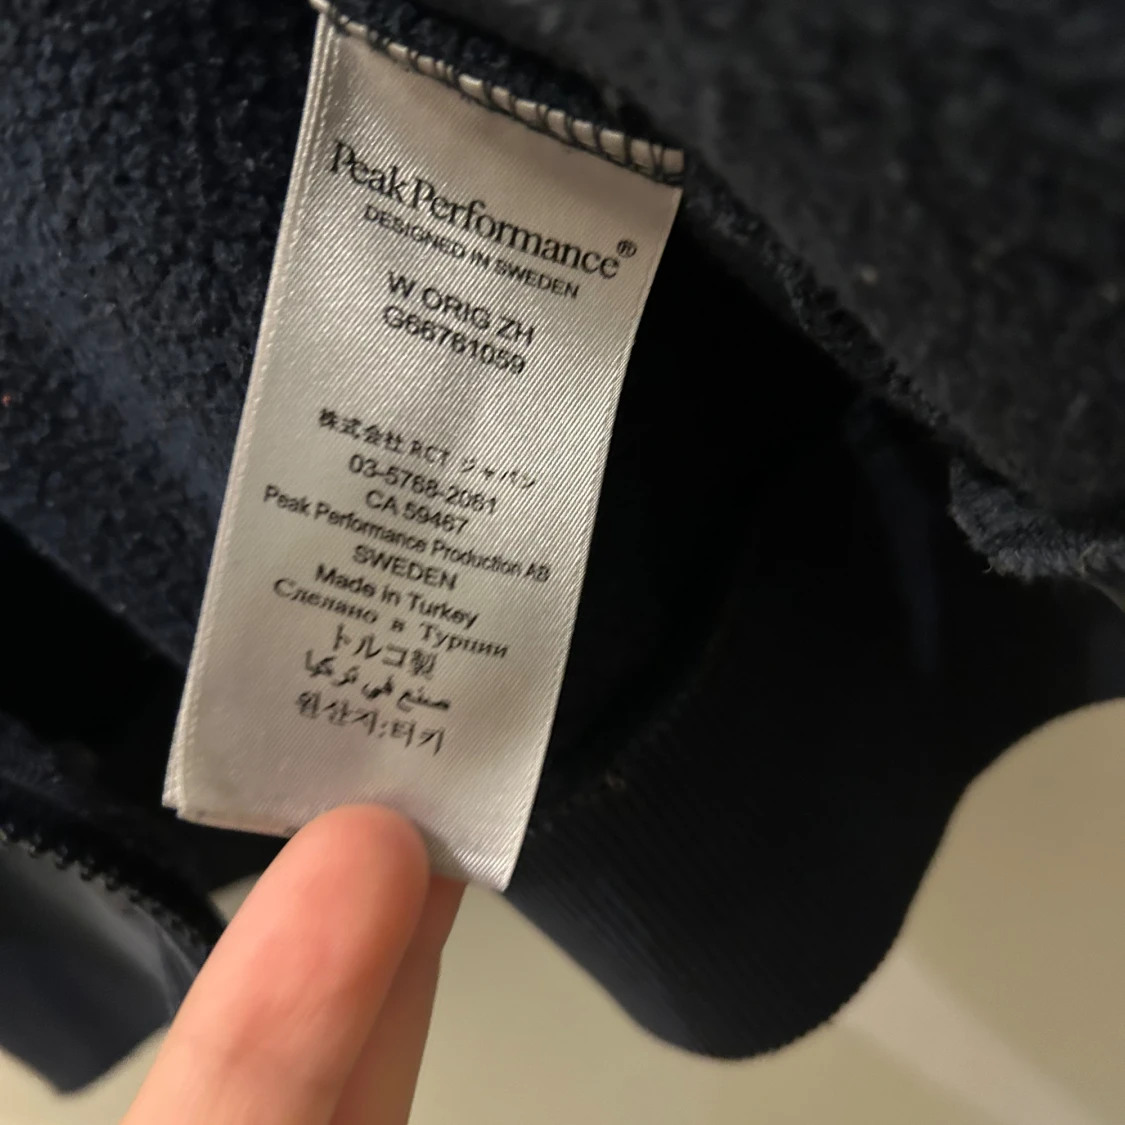 PeakPerformance®
DESIGNED IN SWEDEN
W ORIG ZH
G66761059
株式会社 RCT ジャパン
03-5768-2081
CA 59467
Peak Performance Production AB
SWEDEN
Made in Turkey
Сделано в Турции
トルコ製
صنع في تركيا
원산지:터키